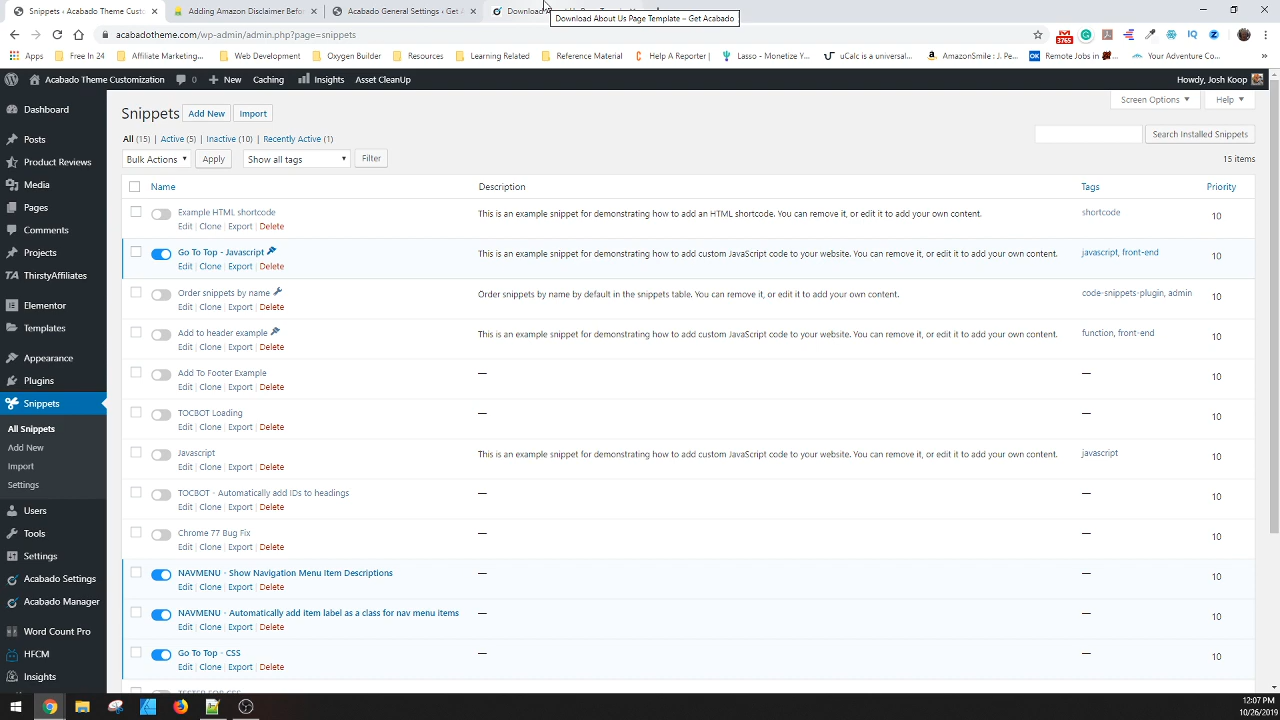 Snippets ‹ Acabado Theme Custo
Adding Amazon Disclaimer Befor
Acabado General Settings ‹ Get A
Download About Us Page Template – Get Acabado
acabadotheme.com/wp-admin/admin.php?page=snippets
3765
Apps
Free In 24
Affiliate Marketing...
Web Development
Oxygen Builder
Resources
Learning Related
Reference Material
Help A Reporter |
Lasso - Monetize Y...
uCalc is a universal...
AmazonSmile : J. Pe...
Remote Jobs in
Your Adventure Co...
Acabado Theme Customization
0
New
Caching
Insights
Asset CleanUp
Howdy, Josh Koop
Dashboard
Posts
Product Reviews
Media
Pages
Comments
Projects
ThirstyAffiliates
Elementor
Templates
Appearance
Plugins
Snippets
All Snippets
Add New
Import
Settings
Users
Tools
Settings
Acabado Settings
Acabado Manager
Word Count Pro
HFCM
Insights
Snippets Add New Import
Screen Options ▼ Help ▼
All (15) | Active (5) | Inactive (10) | Recently Active (1)
Search Installed Snippets
Bulk Actions Apply Show all tags Filter
15 items
Name Description Tags Priority
Example HTML shortcode
This is an example snippet for demonstrating how to add an HTML shortcode. You can remove it, or edit it to add your own content.
shortcode
10
Edit | Clone | Export | Delete
Go To Top - Javascript
This is an example snippet for demonstrating how to add custom JavaScript code to your website. You can remove it, or edit it to add your own content.
javascript, front-end
10
Edit | Clone | Export | Delete
Order snippets by name
Order snippets by name by default in the snippets table. You can remove it, or edit it to add your own content.
code-snippets-plugin, admin
10
Edit | Clone | Export | Delete
Add to header example
This is an example snippet for demonstrating how to add custom JavaScript code to your website. You can remove it, or edit it to add your own content.
function, front-end
10
Edit | Clone | Export | Delete
Add To Footer Example
— — 10
Edit | Clone | Export | Delete
TOCBOT Loading
— — 10
Edit | Clone | Export | Delete
Javascript
This is an example snippet for demonstrating how to add custom JavaScript code to your website. You can remove it, or edit it to add your own content.
javascript
10
Edit | Clone | Export | Delete
TOCBOT - Automatically add IDs to headings
— — 10
Edit | Clone | Export | Delete
Chrome 77 Bug Fix
— — 10
Edit | Clone | Export | Delete
NAVMENU - Show Navigation Menu Item Descriptions
— — 10
Edit | Clone | Export | Delete
NAVMENU - Automatically add item label as a class for nav menu items
— — 10
Edit | Clone | Export | Delete
Go To Top - CSS
— — 10
Edit | Clone | Export | Delete
12:07 PM
10/26/2019